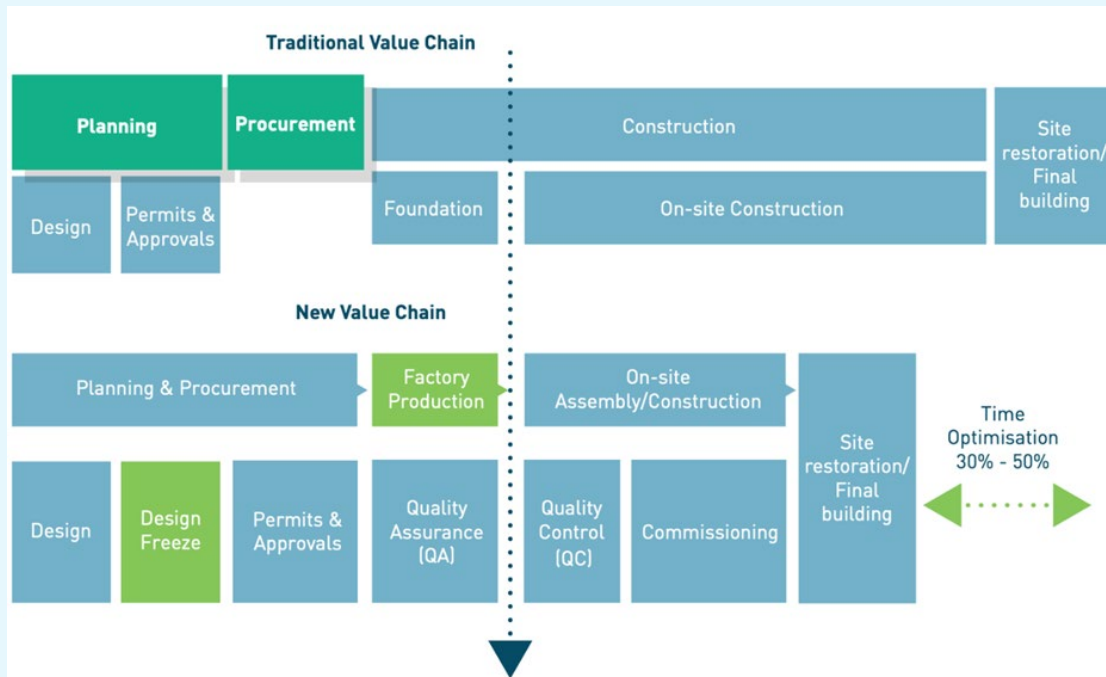 Traditional Value Chain
Planning
Procurement
Construction
Site
restoration/
Final
building
Design
Permits &
Approvals
Foundation
On-site Construction
New Value Chain
Planning & Procurement
Factory
Production
On-site
Assembly/Construction
Site
restoration/
Final
building
Time
Optimisation
30% - 50%
Design
Design
Freeze
Permits &
Approvals
Quality
Assurance
(QA)
Quality
Control
(QC)
Commissioning